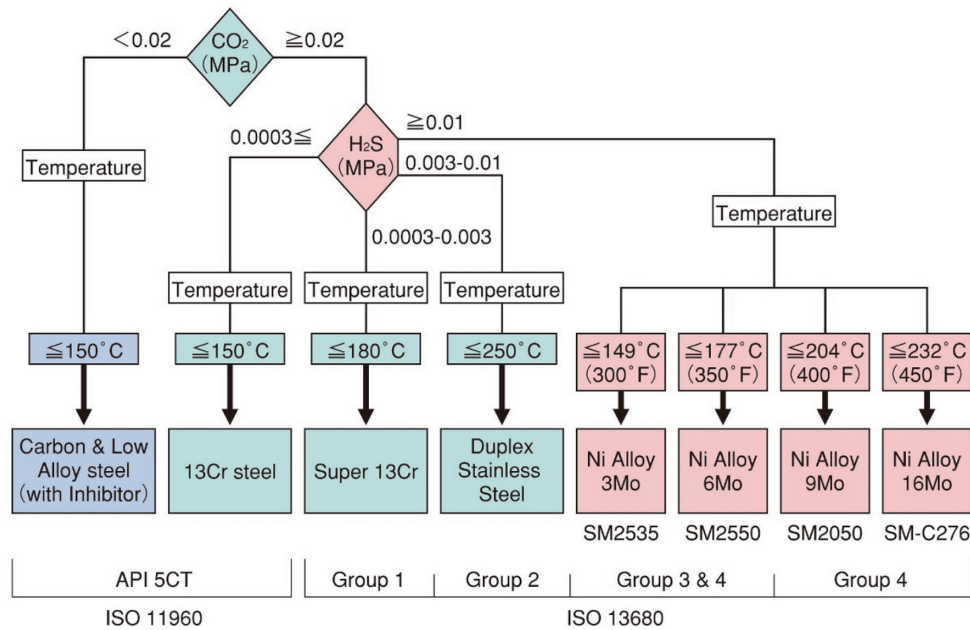 <0.02
CO₂
(MPa)
≧0.02
0.0003≦
H₂S
(MPa)
≧0.01
0.003-0.01
0.0003-0.003
Temperature
Temperature
Temperature
Temperature
Temperature
≦150°C
≦150°C
≦180°C
≦250°C
≦149°C
(300°F)
≦177°C
(350°F)
≦204°C
(400°F)
≦232°C
(450°F)
Carbon & Low
Alloy steel
(with Inhibitor)
13Cr steel
Super 13Cr
Duplex
Stainless
Steel
Ni Alloy
3Mo
Ni Alloy
6Mo
Ni Alloy
9Mo
Ni Alloy
16Mo
SM2535
SM2550
SM2050
SM-C276
API 5CT
Group 1
Group 2
Group 3 & 4
Group 4
ISO 11960
ISO 13680